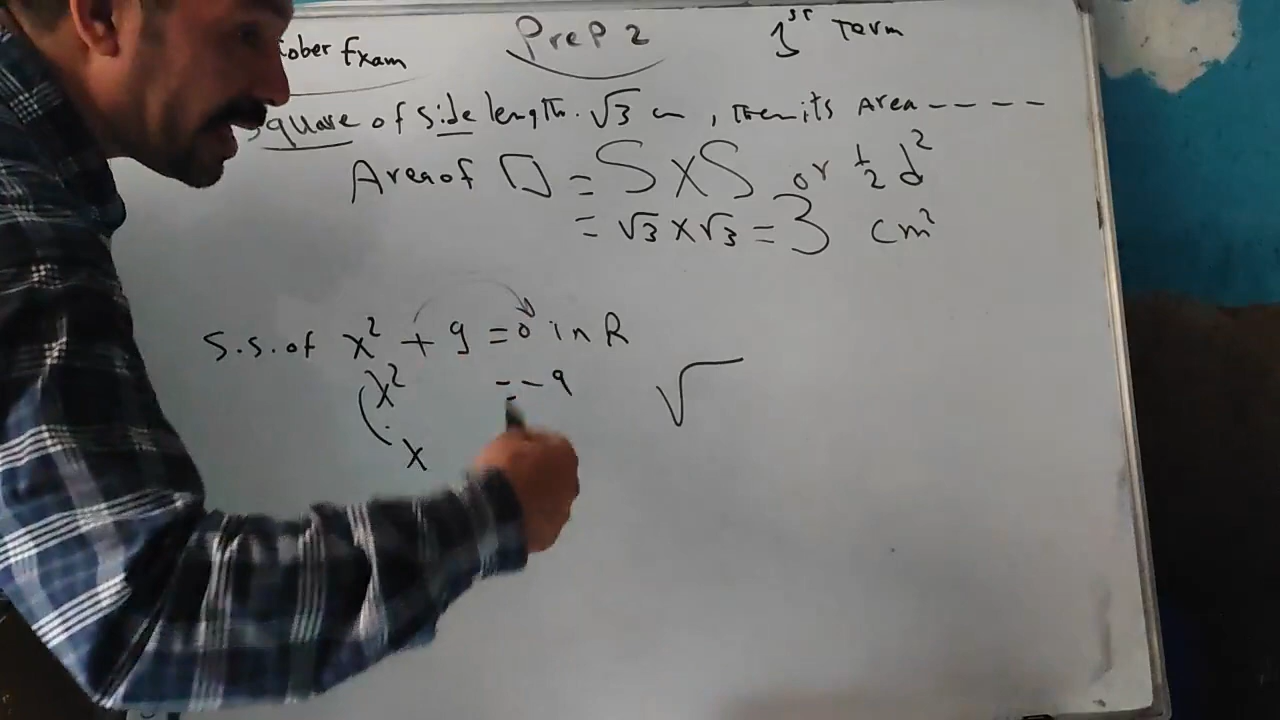 ober Exam Prep 2 1st Term
square of side length. √3 cm, then its Area ----
Area of ▱ = S×S or 1/2 d²
= √3 × √3 = 3 cm²
S.S. of x² + 9 = 0 in R
x² = -9 √
x